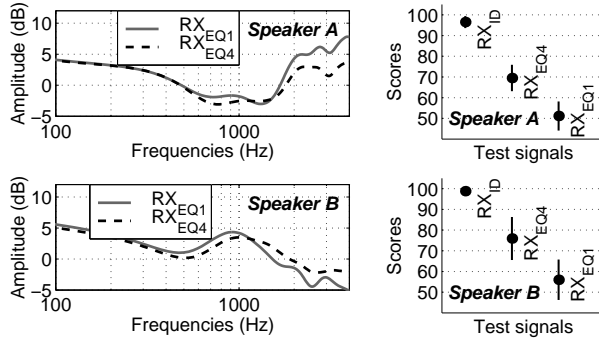 Amplitude (dB)
10
5
0
−5
RX_EQ1
RX_EQ4
Speaker A
100
1000
Frequencies (Hz)
Scores
100
90
80
70
60
50
RX_ID
RX_EQ4
RX_EQ1
Speaker A
Test signals
Amplitude (dB)
10
5
0
−5
RX_EQ1
RX_EQ4
Speaker B
100
1000
Frequencies (Hz)
Scores
100
90
80
70
60
50
RX_ID
RX_EQ4
RX_EQ1
Speaker B
Test signals